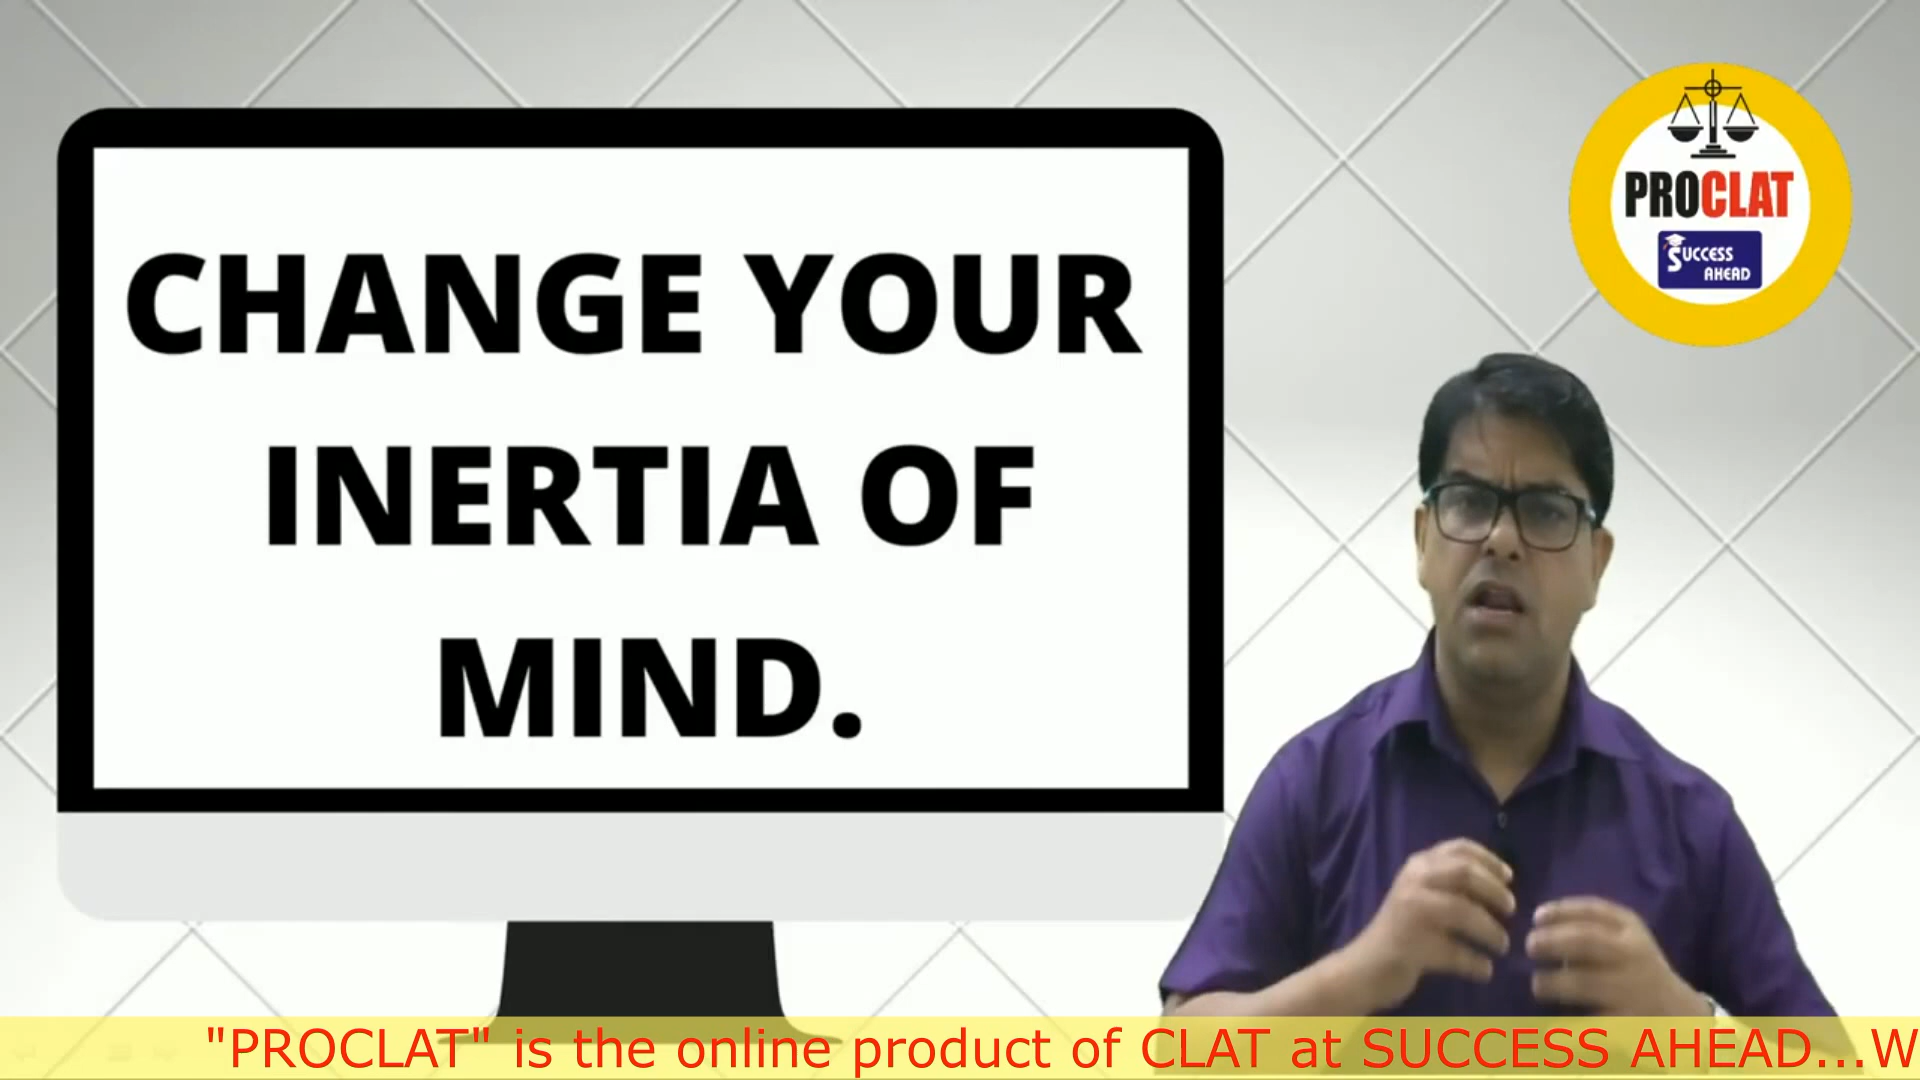 CHANGE YOUR
INERTIA OF
MIND.
PROCLAT
SUCCESS
AHEAD
"PROCLAT" is the online product of CLAT at SUCCESS AHEAD...W